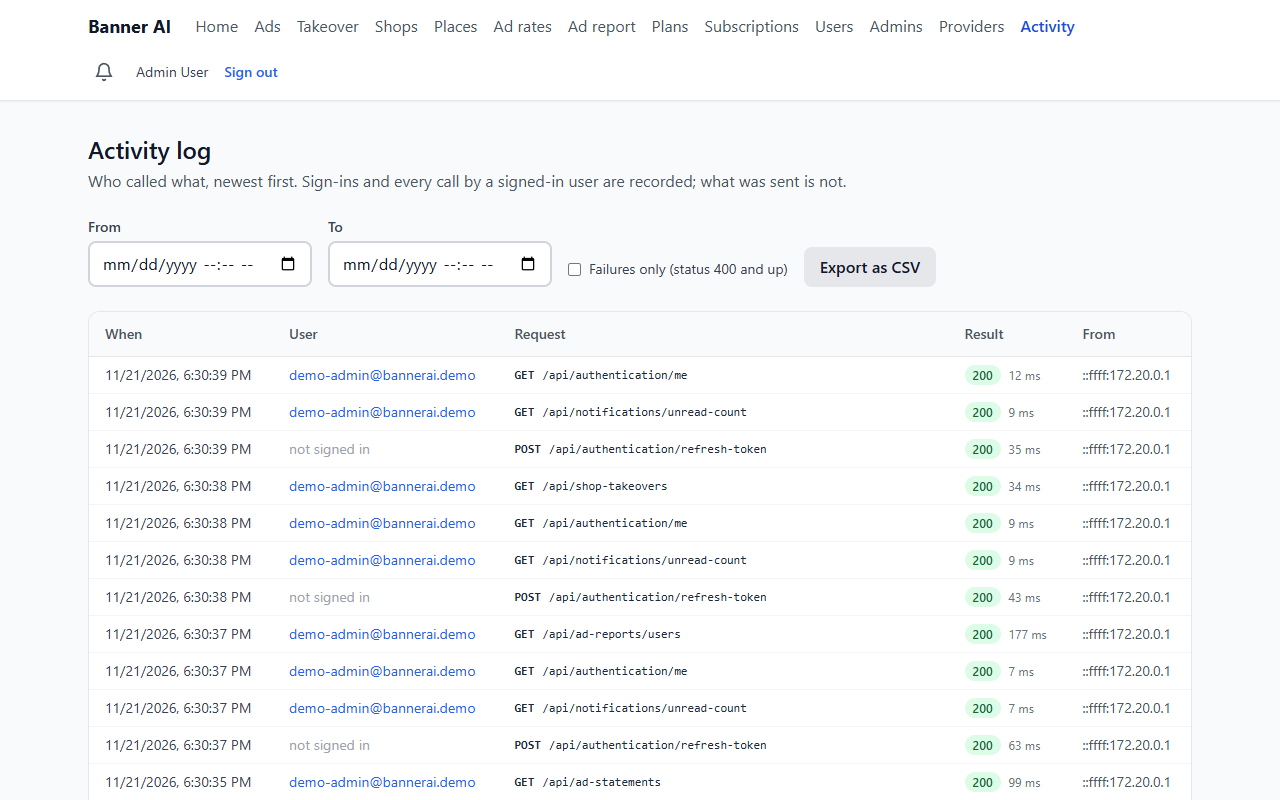 Banner AI Home Ads Takeover Shops Places Ad rates Ad report Plans Subscriptions Users Admins Providers Activity
Admin User Sign out
Activity log
Who called what, newest first. Sign-ins and every call by a signed-in user are recorded; what was sent is not.
From To
mm/dd/yyyy --:-- -- mm/dd/yyyy --:-- -- Failures only (status 400 and up) Export as CSV
When User Request Result From
11/21/2026, 6:30:39 PM demo-admin@bannerai.demo GET /api/authentication/me 200 12 ms ::ffff:172.20.0.1
11/21/2026, 6:30:39 PM demo-admin@bannerai.demo GET /api/notifications/unread-count 200 9 ms ::ffff:172.20.0.1
11/21/2026, 6:30:39 PM not signed in POST /api/authentication/refresh-token 200 35 ms ::ffff:172.20.0.1
11/21/2026, 6:30:38 PM demo-admin@bannerai.demo GET /api/shop-takeovers 200 34 ms ::ffff:172.20.0.1
11/21/2026, 6:30:38 PM demo-admin@bannerai.demo GET /api/authentication/me 200 9 ms ::ffff:172.20.0.1
11/21/2026, 6:30:38 PM demo-admin@bannerai.demo GET /api/notifications/unread-count 200 9 ms ::ffff:172.20.0.1
11/21/2026, 6:30:38 PM not signed in POST /api/authentication/refresh-token 200 43 ms ::ffff:172.20.0.1
11/21/2026, 6:30:37 PM demo-admin@bannerai.demo GET /api/ad-reports/users 200 177 ms ::ffff:172.20.0.1
11/21/2026, 6:30:37 PM demo-admin@bannerai.demo GET /api/authentication/me 200 7 ms ::ffff:172.20.0.1
11/21/2026, 6:30:37 PM demo-admin@bannerai.demo GET /api/notifications/unread-count 200 7 ms ::ffff:172.20.0.1
11/21/2026, 6:30:37 PM not signed in POST /api/authentication/refresh-token 200 63 ms ::ffff:172.20.0.1
11/21/2026, 6:30:35 PM demo-admin@bannerai.demo GET /api/ad-statements 200 99 ms ::ffff:172.20.0.1